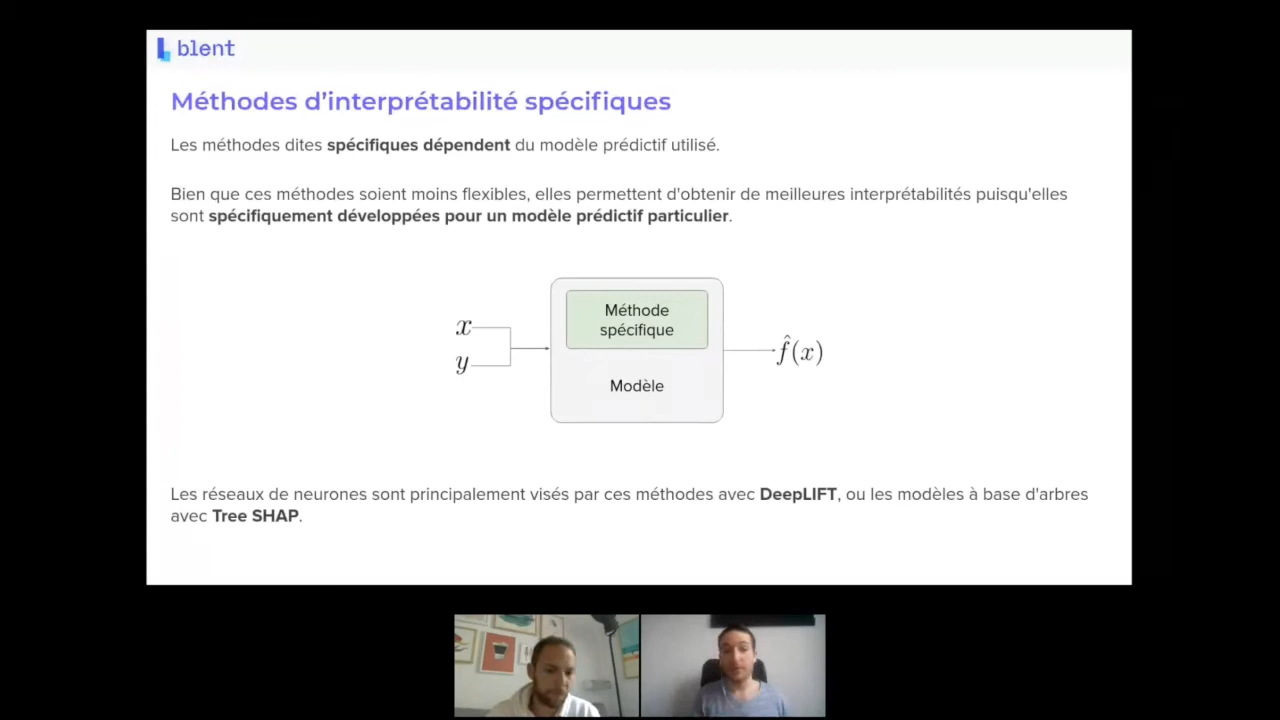 blent
Méthodes d'interprétabilité spécifiques
Les méthodes dites spécifiques dépendent du modèle prédictif utilisé.
Bien que ces méthodes soient moins flexibles, elles permettent d'obtenir de meilleures interprétabilités puisqu'elles
sont spécifiquement développées pour un modèle prédictif particulier.
Méthode
spécifique
x
y
f̂(x)
Modèle
Les réseaux de neurones sont principalement visés par ces méthodes avec DeepLIFT, ou les modèles à base d'arbres
avec Tree SHAP.